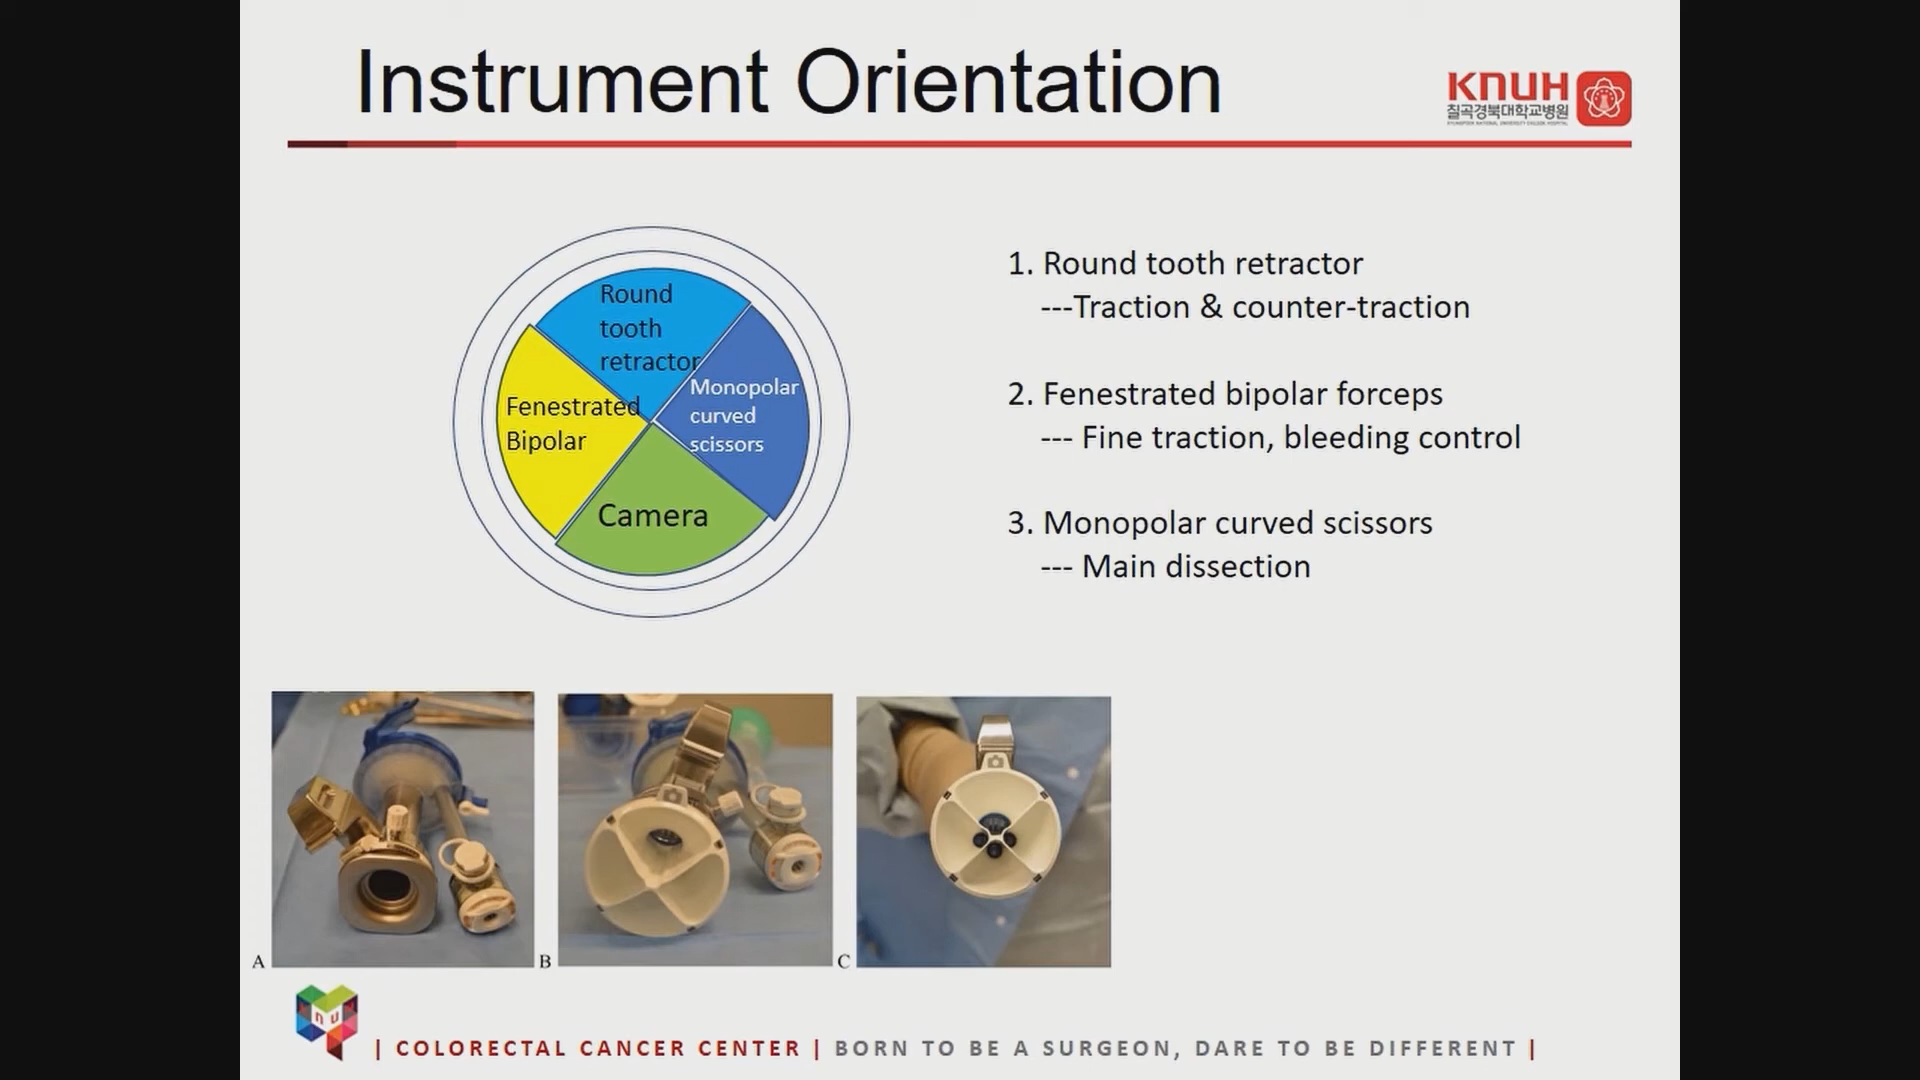 Instrument Orientation
KNUH
칠곡경북대학교병원
Round
tooth
retractor
Monopolar
curved
scissors
Fenestrated
Bipolar
Camera
1. Round tooth retractor
---Traction & counter-traction
2. Fenestrated bipolar forceps
--- Fine traction, bleeding control
3. Monopolar curved scissors
--- Main dissection
A
B
C
| COLORECTAL CANCER CENTER | BORN TO BE A SURGEON, DARE TO BE DIFFERENT |